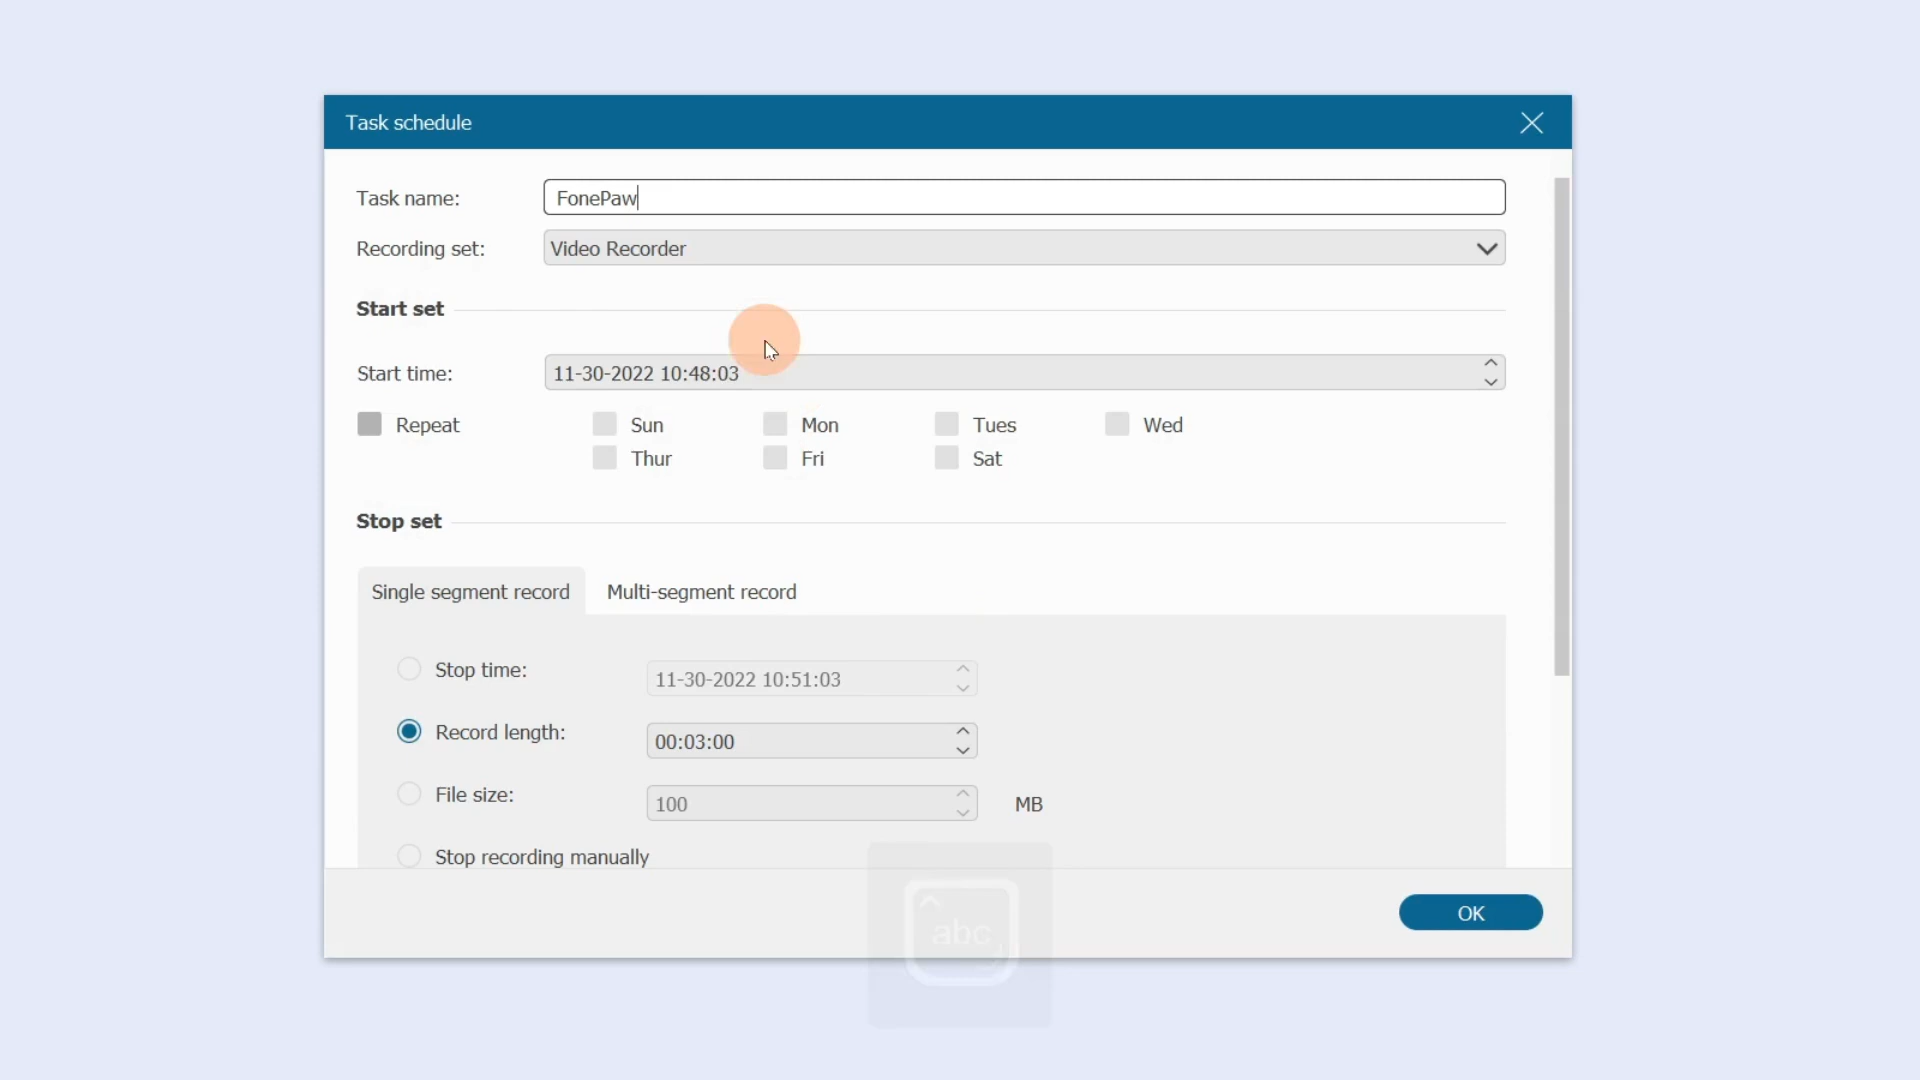 Task schedule
Task name: FonePaw
Recording set: Video Recorder
Start set
Start time: 11-30-2022 10:48:03
Repeat Sun Mon Tues Wed
Thur Fri Sat
Stop set
Single segment record Multi-segment record
Stop time: 11-30-2022 10:51:03
Record length: 00:03:00
File size: 100 MB
Stop recording manually
OK
abc